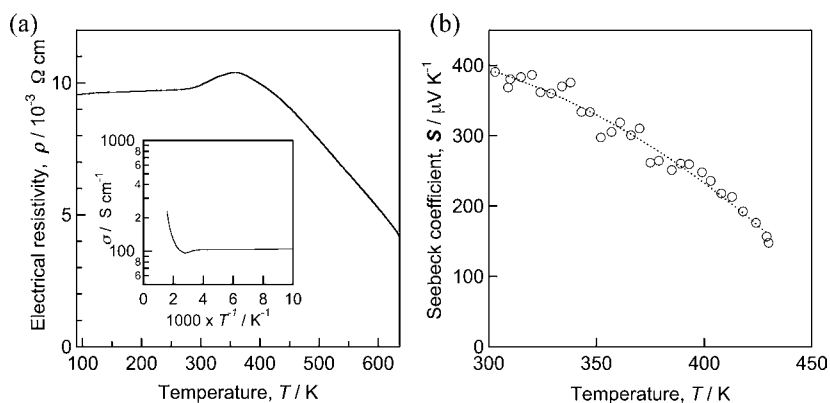 (a)
Electrical resistivity, ρ / 10⁻³ Ω cm
10
5
0
100 200 300 400 500 600
Temperature, T / K
σ / S cm⁻¹
1000
8
6
4
2
100
8
6
0 2 4 6 8 10
1000 x T⁻¹ / K⁻¹
(b)
Seebeck coefficient, S / μV K⁻¹
400
300
200
100
0
300 350 400 450
Temperature, T / K